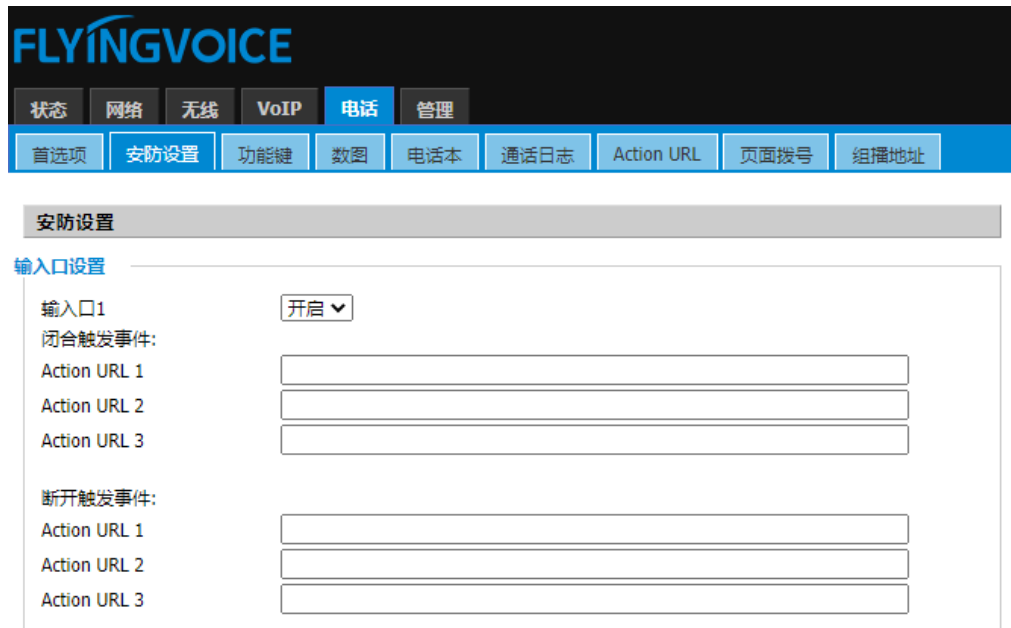 FLYINGVOICE
状态 网络 无线 VoIP 电话 管理
首选项 安防设置 功能键 数图 电话本 通话日志 Action URL 页面拨号 组播地址
安防设置
输入口设置
输入口1 开启
闭合触发事件:
Action URL 1
Action URL 2
Action URL 3
断开触发事件:
Action URL 1
Action URL 2
Action URL 3